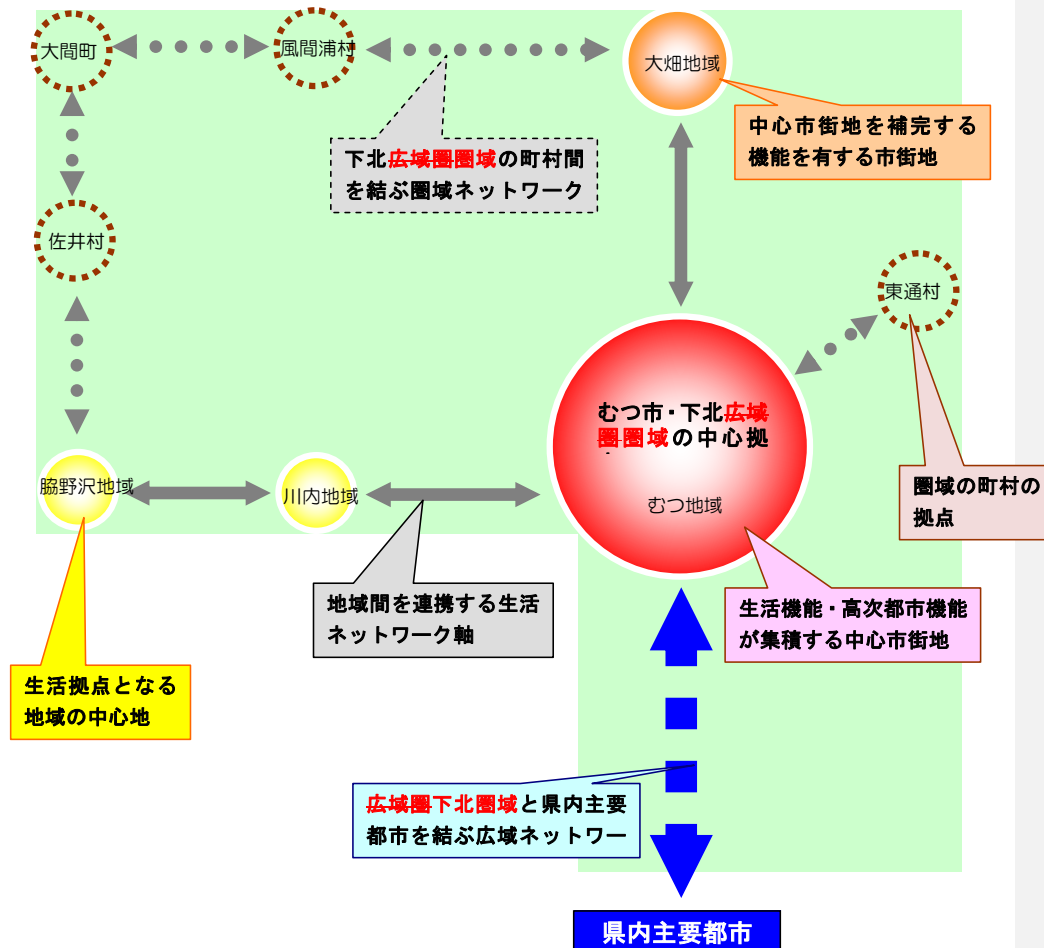 大間町
風間浦村
大畑地域
中心市街地を補完する
機能を有する市街地
下北広域圏圏域の町村間
を結ぶ圏域ネットワーク
佐井村
東通村
むつ市・下北広域
圏圏域の中心拠
むつ地域
脇野沢地域
川内地域
圏域の町村の
拠点
地域間を連携する生活
ネットワーク軸
生活機能・高次都市機能
が集積する中心市街地
生活拠点となる
地域の中心地
広域圏下北圏域と県内主要
都市を結ぶ広域ネットワー
県内主要都市